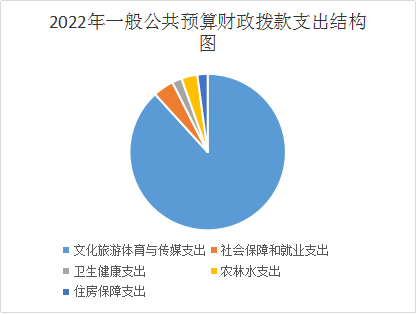 2022年一般公共预算财政拨款支出结构
图
文化旅游体育与传媒支出 社会保障和就业支出
卫生健康支出 农林水支出
住房保障支出